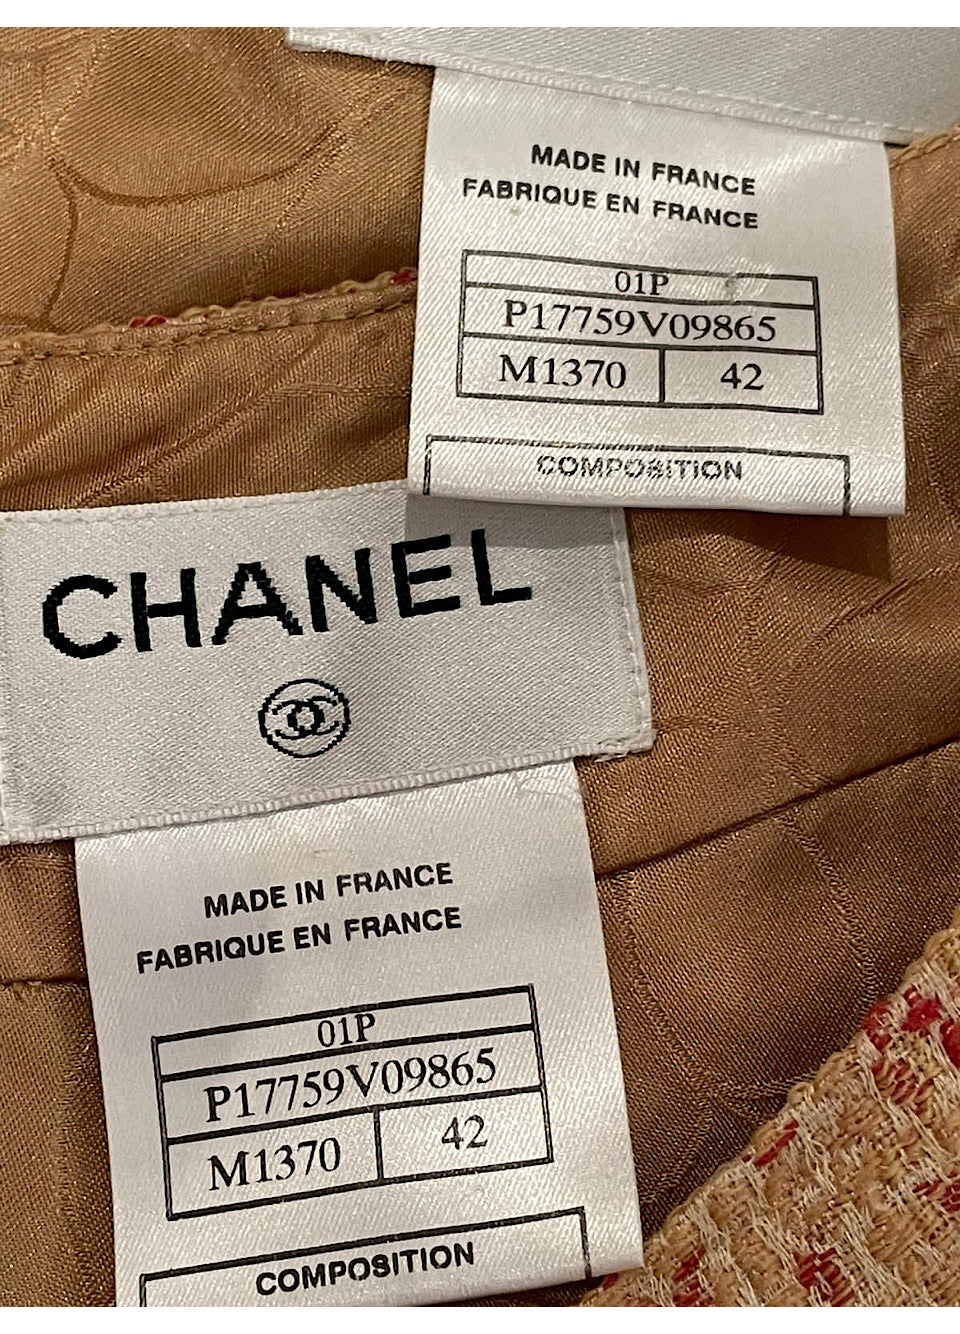 MADE IN FRANCE
FABRIQUE EN FRANCE
01P
P17759V09865
M1370 42
COMPOSITION
CHANEL
MADE IN FRANCE
FABRIQUE EN FRANCE
01P
P17759V09865
M1370 42
COMPOSITION